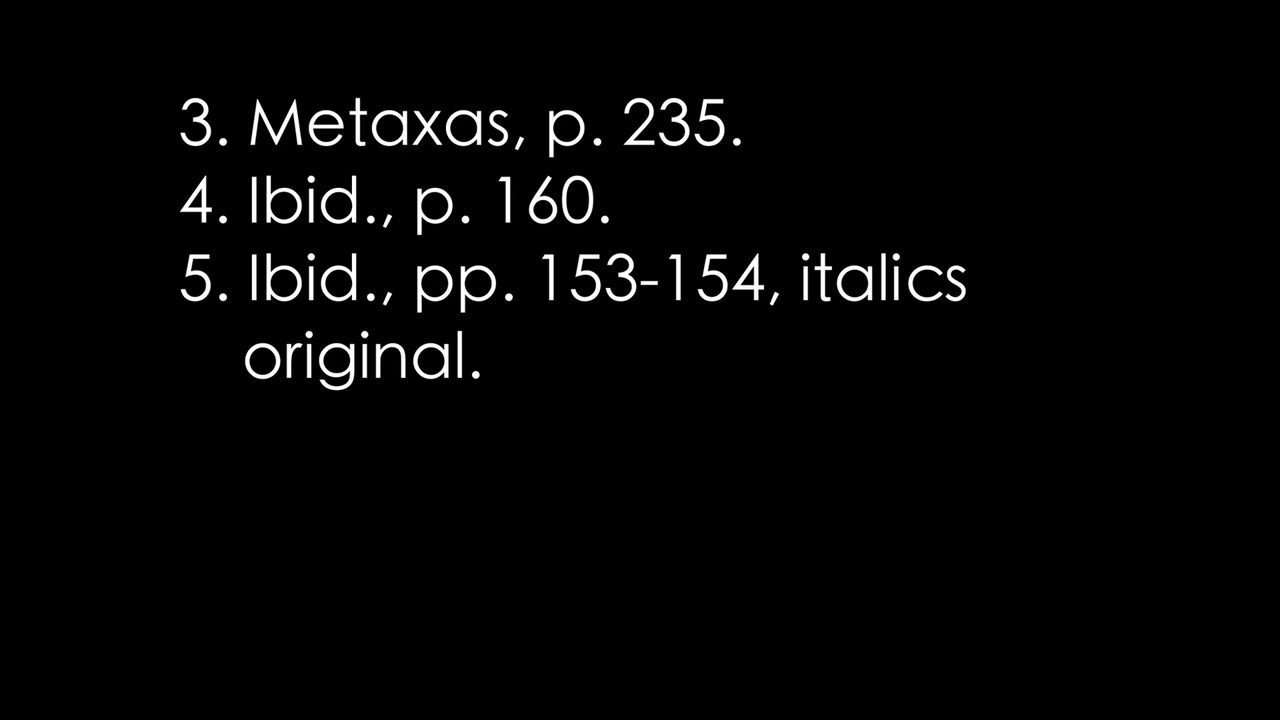 3. Metaxas, p. 235.
4. Ibid., p. 160.
5. Ibid., pp. 153-154, italics
original.